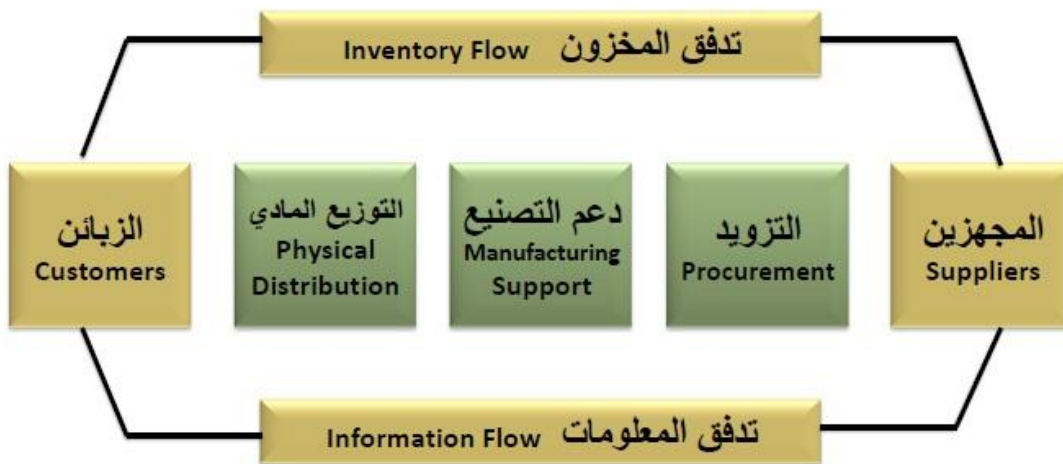 Inventory Flow تدفق المخزون
الزبائن
Customers
التوزيع المادي
Physical
Distribution
دعم التصنيع
Manufacturing
Support
التزويد
Procurement
المجهزين
Suppliers
Information Flow تدفق المعلومات